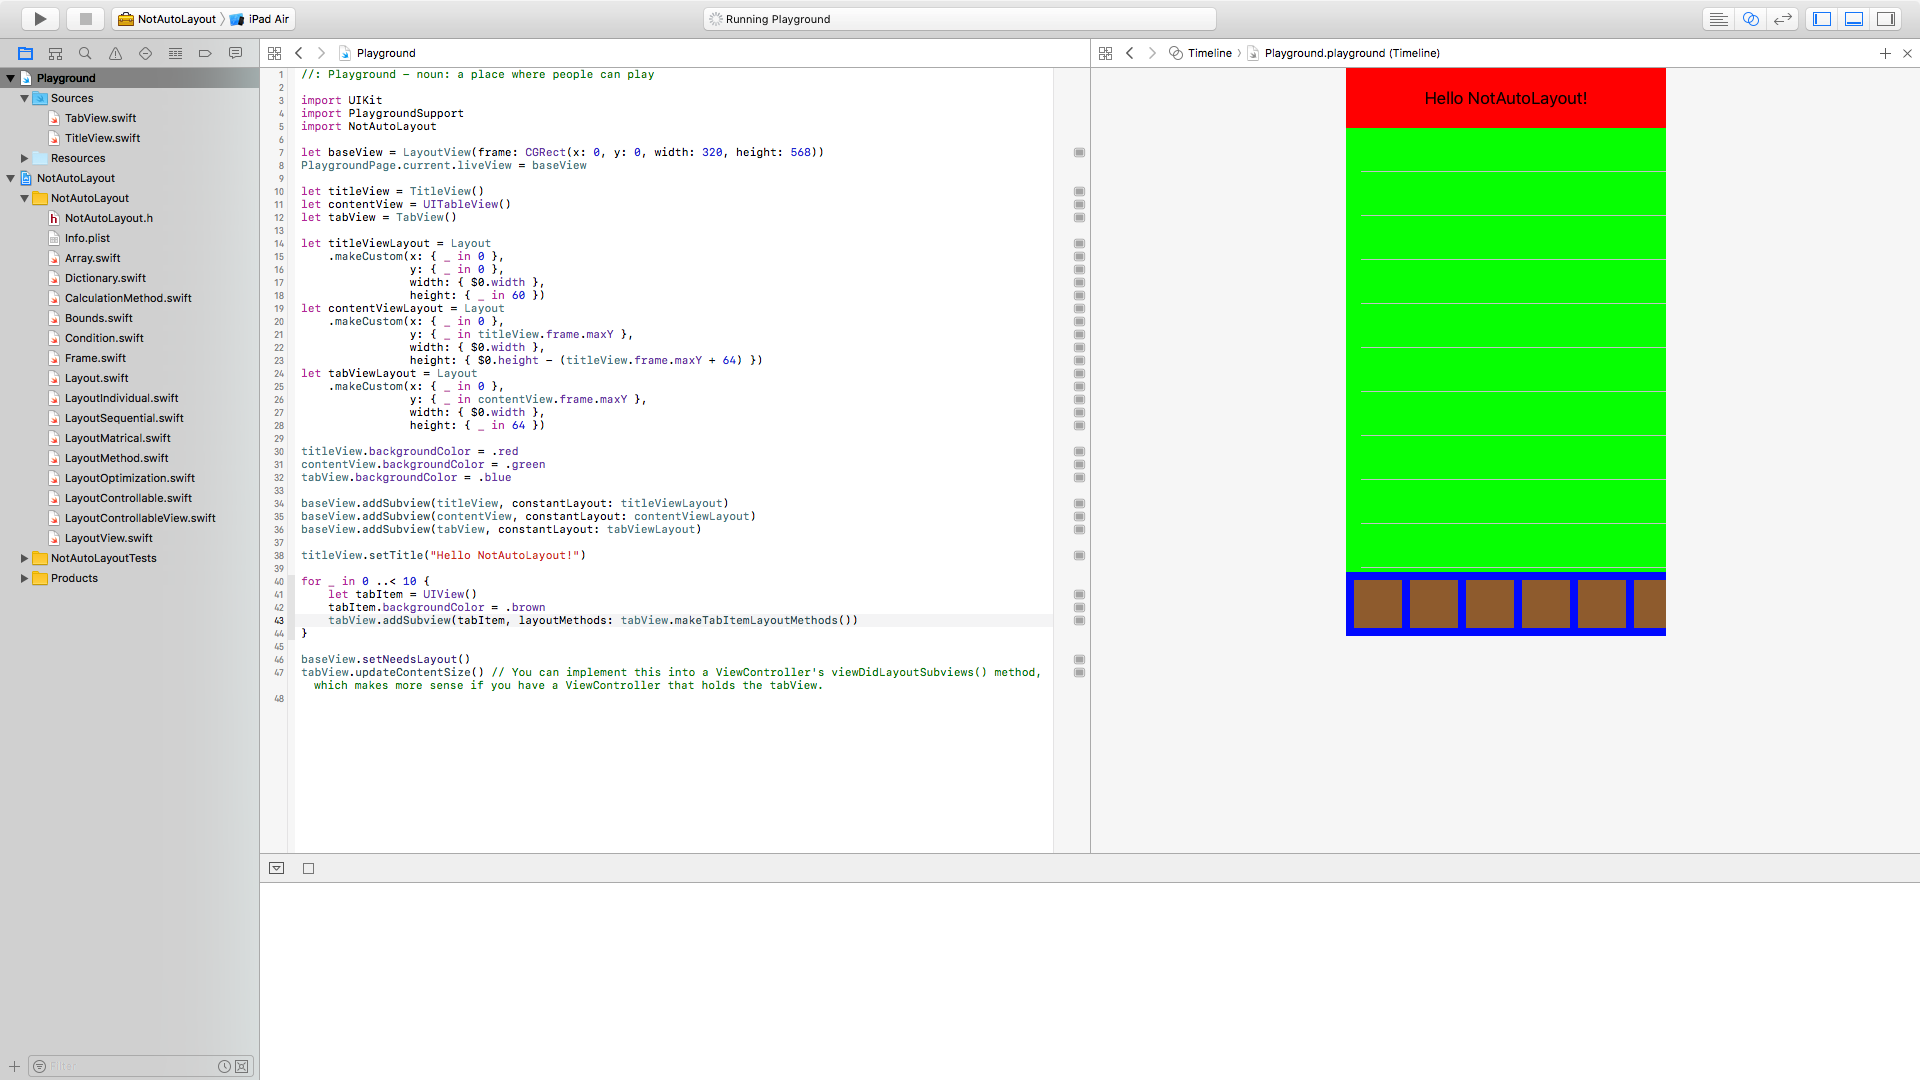 NotAutoLayout
iPad Air
Running Playground
Playground
Timeline
Playground.playground (Timeline)
Playground
Sources
TabView.swift
TitleView.swift
Resources
NotAutoLayout
NotAutoLayout
NotAutoLayout.h
Info.plist
Array.swift
Dictionary.swift
CalculationMethod.swift
Bounds.swift
Condition.swift
Frame.swift
Layout.swift
LayoutIndividual.swift
LayoutSequential.swift
LayoutMatrical.swift
LayoutMethod.swift
LayoutOptimization.swift
LayoutControllable.swift
LayoutControllableView.swift
LayoutView.swift
NotAutoLayoutTests
Products
Filter
1 //: Playground - noun: a place where people can play
2
3 import UIKit
4 import PlaygroundSupport
5 import NotAutoLayout
6
7 let baseView = LayoutView(frame: CGRect(x: 0, y: 0, width: 320, height: 568))
8 PlaygroundPage.current.liveView = baseView
9
10 let titleView = TitleView()
11 let contentView = UITableView()
12 let tabView = TabView()
13
14 let titleViewLayout = Layout
15 .makeCustom(x: { _ in 0 },
16 y: { _ in 0 },
17 width: { $0.width },
18 height: { _ in 60 })
19 let contentViewLayout = Layout
20 .makeCustom(x: { _ in 0 },
21 y: { _ in titleView.frame.maxY },
22 width: { $0.width },
23 height: { $0.height - (titleView.frame.maxY + 64) })
24 let tabViewLayout = Layout
25 .makeCustom(x: { _ in 0 },
26 y: { _ in contentView.frame.maxY },
27 width: { $0.width },
28 height: { _ in 64 })
29
30 titleView.backgroundColor = .red
31 contentView.backgroundColor = .green
32 tabView.backgroundColor = .blue
33
34 baseView.addSubview(titleView, constantLayout: titleViewLayout)
35 baseView.addSubview(contentView, constantLayout: contentViewLayout)
36 baseView.addSubview(tabView, constantLayout: tabViewLayout)
37
38 titleView.setTitle("Hello NotAutoLayout!")
39
40 for _ in 0 ..< 10 {
41 let tabItem = UIView()
42 tabItem.backgroundColor = .brown
43 tabView.addSubview(tabItem, layoutMethods: tabView.makeTabItemLayoutMethods())
44 }
45
46 baseView.setNeedsLayout()
47 tabView.updateContentSize() // You can implement this into a ViewController's viewDidLayoutSubviews() method,
which makes more sense if you have a ViewController that holds the tabView.
48
Hello NotAutoLayout!